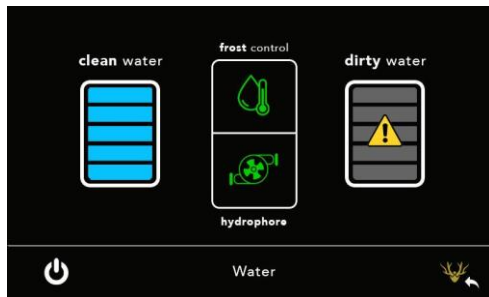 frost control
clean water
dirty water
hydrophore
Water